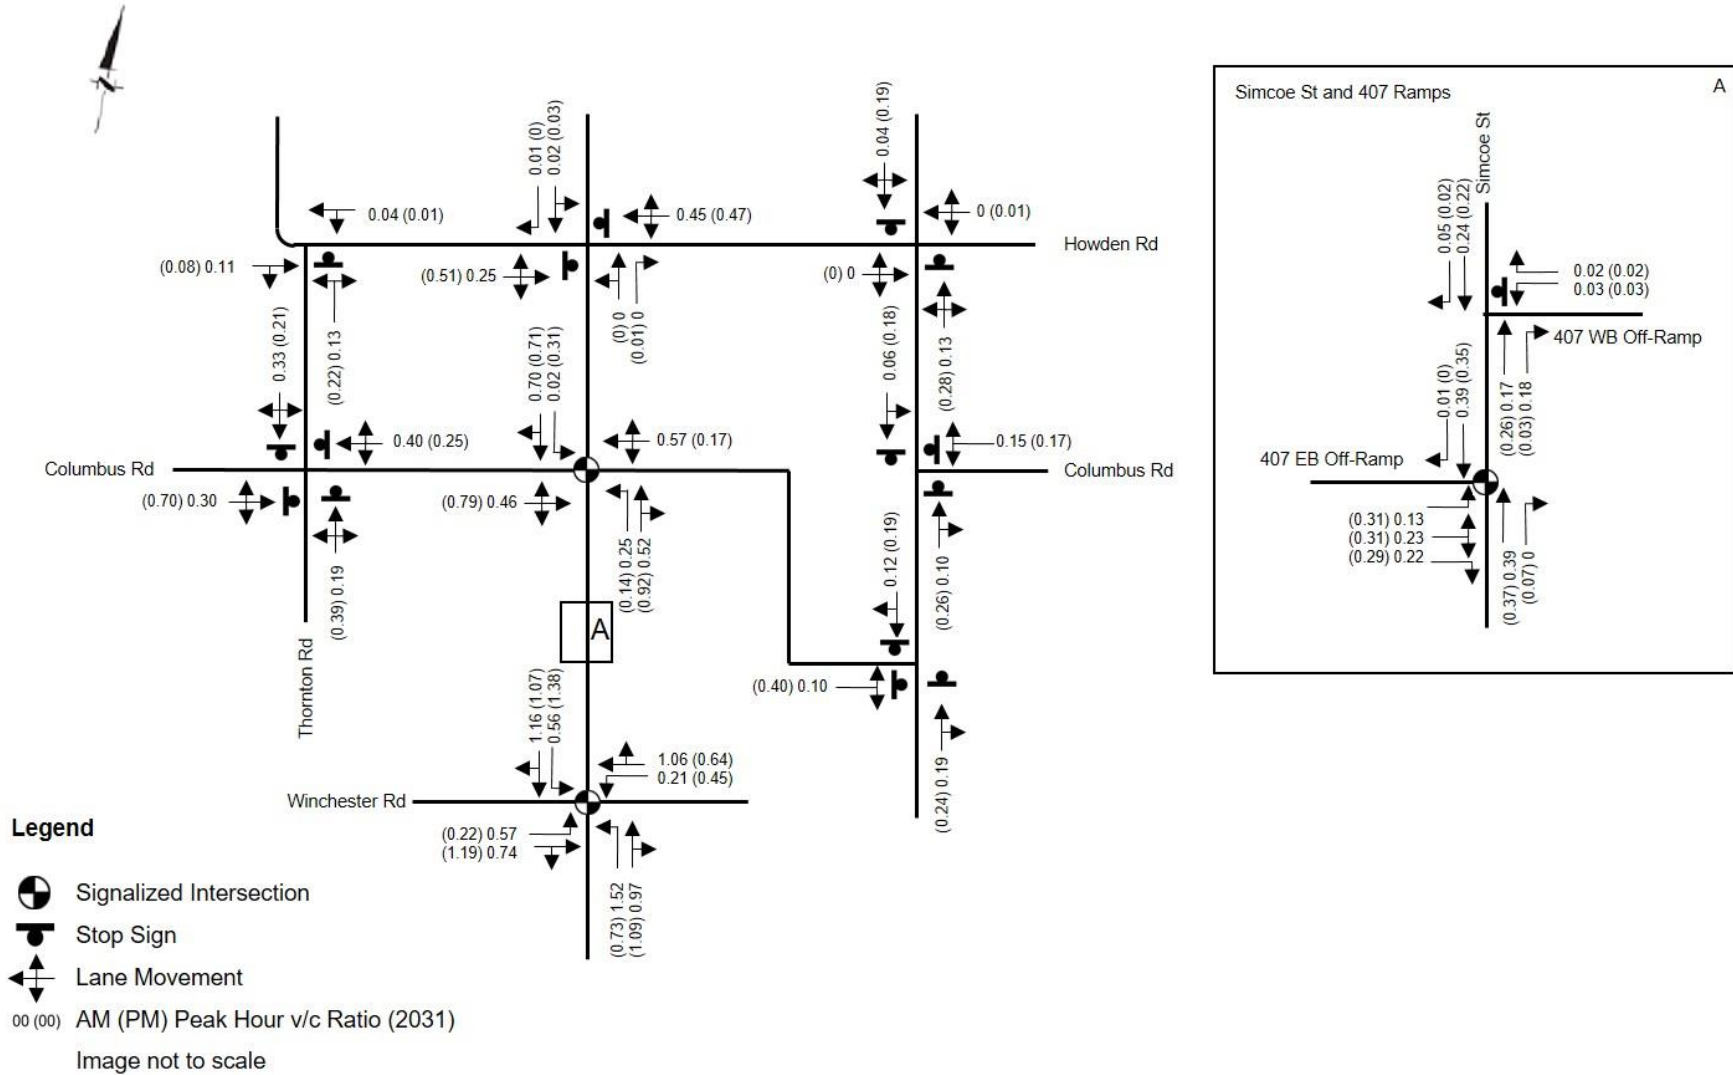 Simcoe St and 407 Ramps
A
Simcoe St
0.05 (0.02)
0.24 (0.22)
0.02 (0.02)
0.03 (0.03)
407 WB Off-Ramp
(0.26) 0.17
(0.03) 0.18
0.01 (0)
0.39 (0.35)
407 EB Off-Ramp
(0.31) 0.13
(0.31) 0.23
(0.29) 0.22
(0.37) 0.39
(0.07) 0
0.01 (0)
0.02 (0.03)
0.04 (0.19)
0.04 (0.01)
0.45 (0.47)
0 (0.01)
Howden Rd
(0.08) 0.11
(0.51) 0.25
(0) 0
(0) 0
(0.01) 0
0.33 (0.21)
(0.22) 0.13
0.70 (0.71)
0.02 (0.31)
0.06 (0.18)
(0.28) 0.13
0.40 (0.25)
0.57 (0.17)
0.15 (0.17)
Columbus Rd
Columbus Rd
(0.70) 0.30
(0.79) 0.46
(0.39) 0.19
(0.14) 0.25
(0.92) 0.52
0.12 (0.19)
(0.26) 0.10
A
Thornton Rd
(0.40) 0.10
1.16 (1.07)
0.56 (1.38)
1.06 (0.64)
0.21 (0.45)
(0.24) 0.19
Winchester Rd
(0.22) 0.57
(1.19) 0.74
(0.73) 1.52
(1.09) 0.97
Legend
Signalized Intersection
Stop Sign
Lane Movement
00 (00) AM (PM) Peak Hour v/c Ratio (2031)
Image not to scale